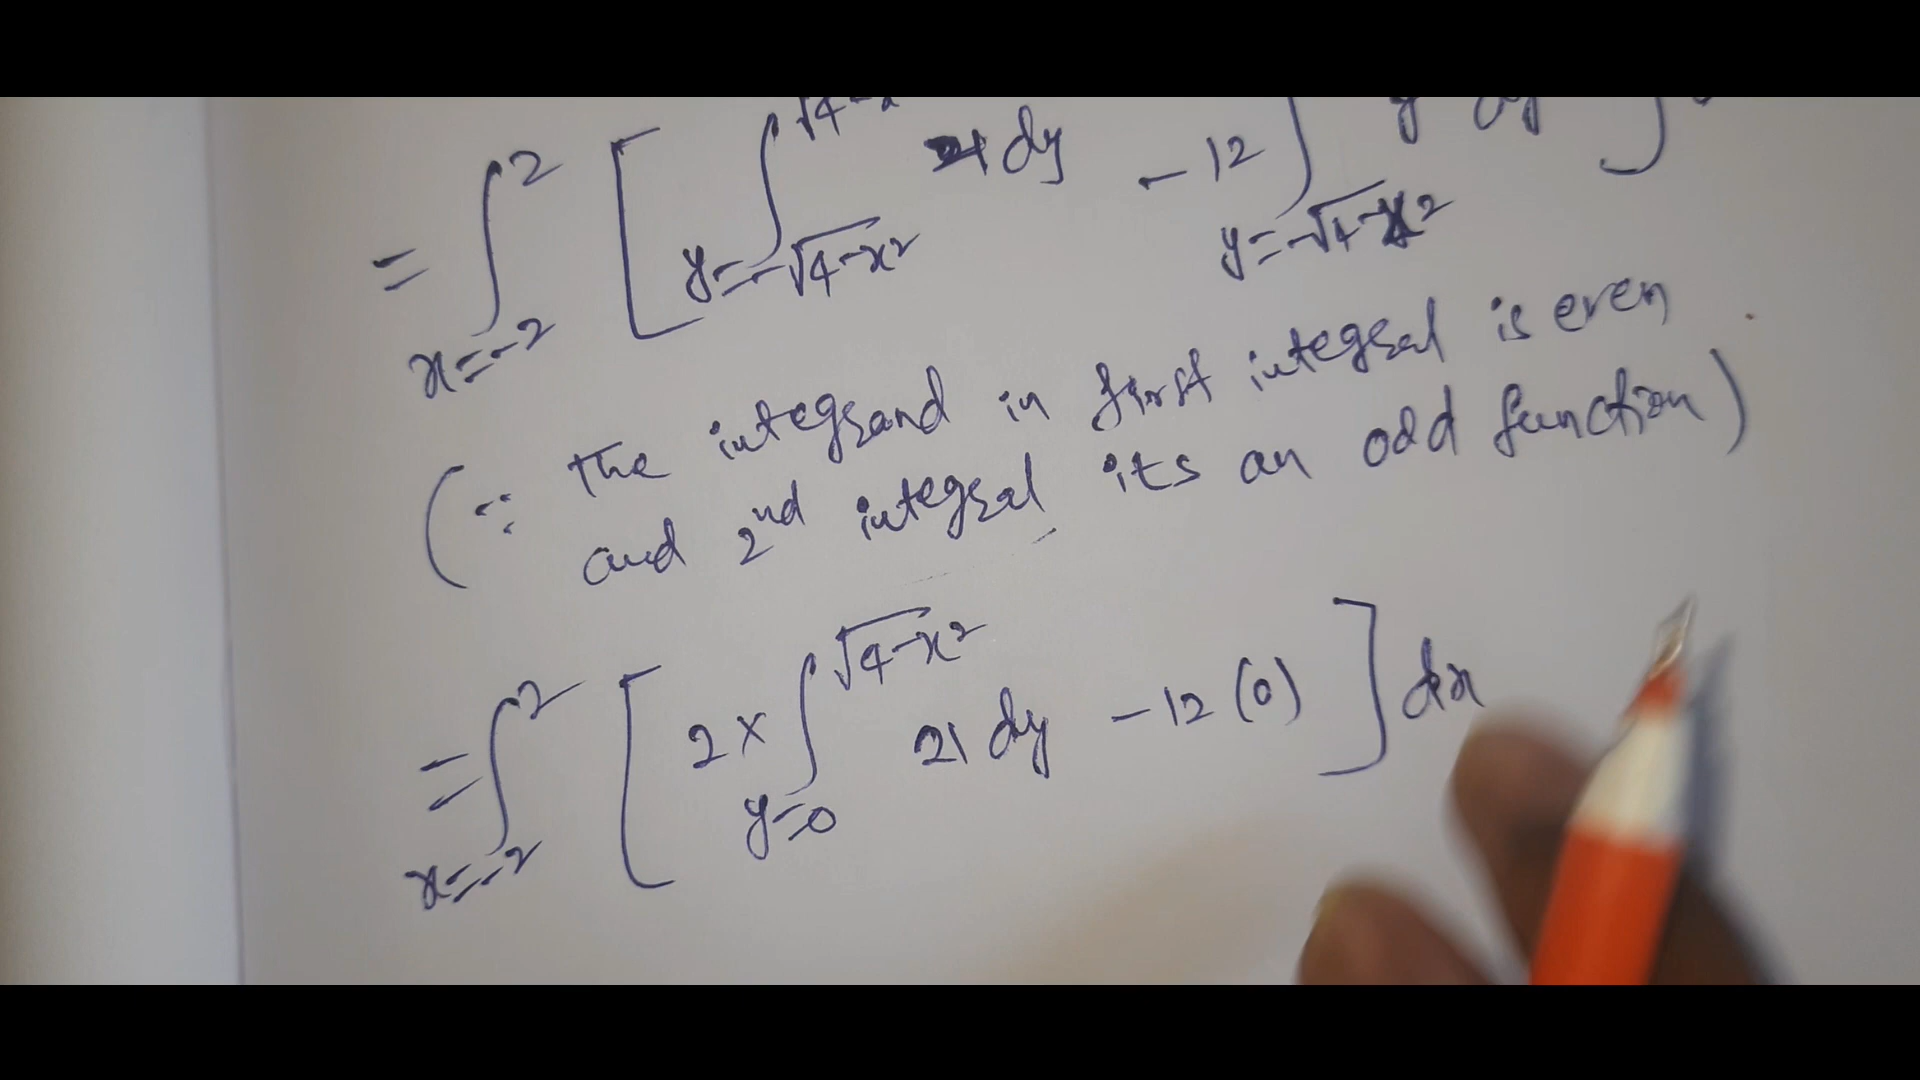 = ∫_{x=-2}^{2} [ ∫_{y=-√4-x²} 21 dy - 12 ∫_{y=-√4-x²} y dy ]
(∵ the integrand in first integral is even
and 2nd integral its an odd function)
= ∫_{x=-2}^{2} [ 2 × ∫_{y=0}^{√4-x²} 21 dy - 12 (0) ] dx